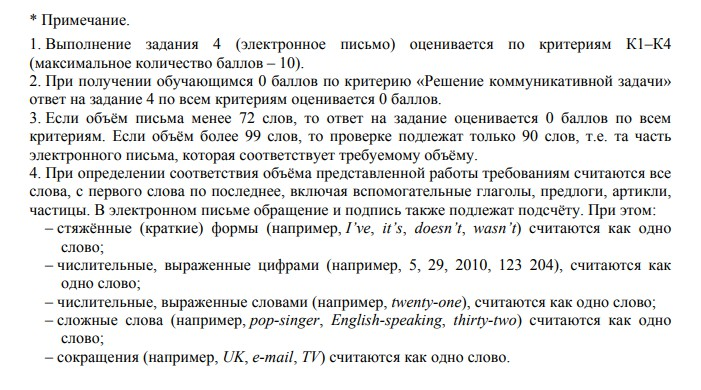 * Примечание.
1. Выполнение задания 4 (электронное письмо) оценивается по критериям К1–К4
(максимальное количество баллов – 10).
2. При получении обучающимся 0 баллов по критерию «Решение коммуникативной задачи»
ответ на задание 4 по всем критериям оценивается 0 баллов.
3. Если объём письма менее 72 слов, то ответ на задание оценивается 0 баллов по всем
критериям. Если объём более 99 слов, то проверке подлежат только 90 слов, т.е. та часть
электронного письма, которая соответствует требуемому объёму.
4. При определении соответствия объёма представленной работы требованиям считаются все
слова, с первого слова по последнее, включая вспомогательные глаголы, предлоги, артикли,
частицы. В электронном письме обращение и подпись также подлежат подсчёту. При этом:
– стяжённые (краткие) формы (например, I’ve, it’s, doesn’t, wasn’t) считаются как одно
слово;
– числительные, выраженные цифрами (например, 5, 29, 2010, 123 204), считаются как
одно слово;
– числительные, выраженные словами (например, twenty-one), считаются как одно слово;
– сложные слова (например, pop-singer, English-speaking, thirty-two) считаются как одно
слово;
– сокращения (например, UK, e-mail, TV) считаются как одно слово.